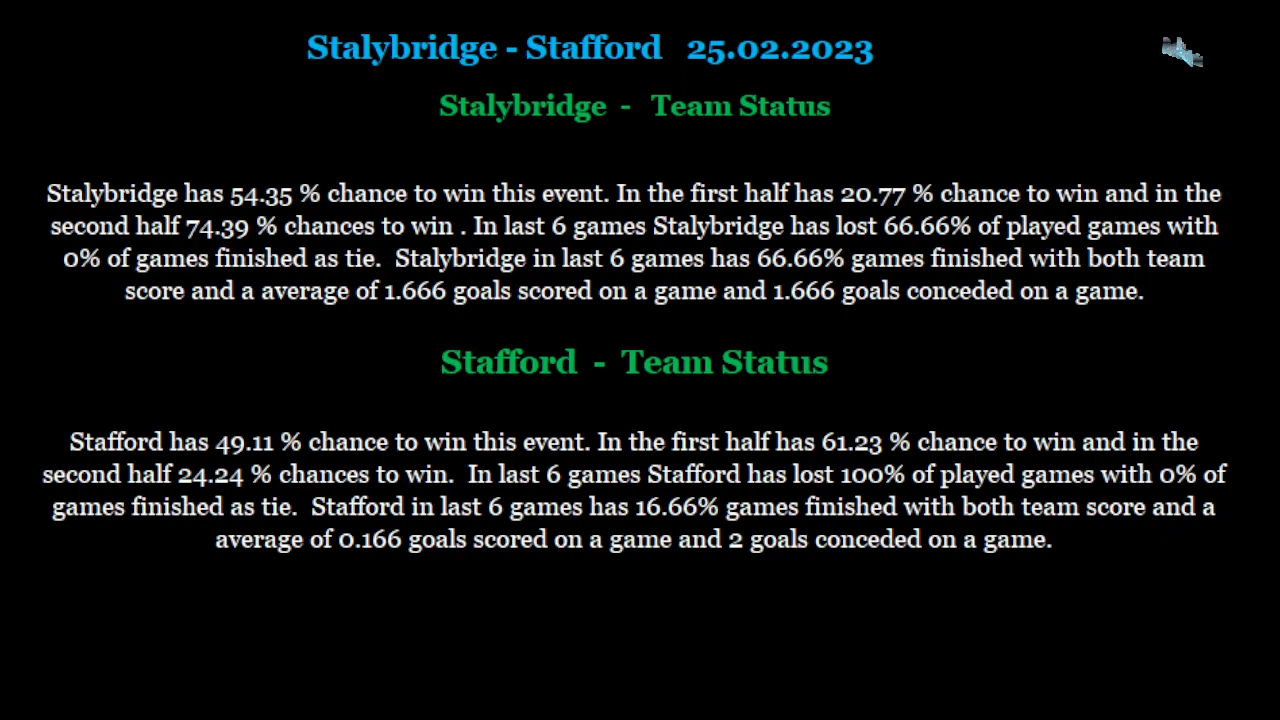 Stalybridge - Stafford   25.02.2023
Stalybridge  -   Team Status
Stalybridge has 54.35 % chance to win this event. In the first half has 20.77 % chance to win and in the
second half 74.39 % chances to win . In last 6 games Stalybridge has lost 66.66% of played games with
0% of games finished as tie.  Stalybridge in last 6 games has 66.66% games finished with both team
score and a average of 1.666 goals scored on a game and 1.666 goals conceded on a game.
Stafford  -  Team Status
Stafford has 49.11 % chance to win this event. In the first half has 61.23 % chance to win and in the
second half 24.24 % chances to win.  In last 6 games Stafford has lost 100% of played games with 0% of
games finished as tie.  Stafford in last 6 games has 16.66% games finished with both team score and a
average of 0.166 goals scored on a game and 2 goals conceded on a game.